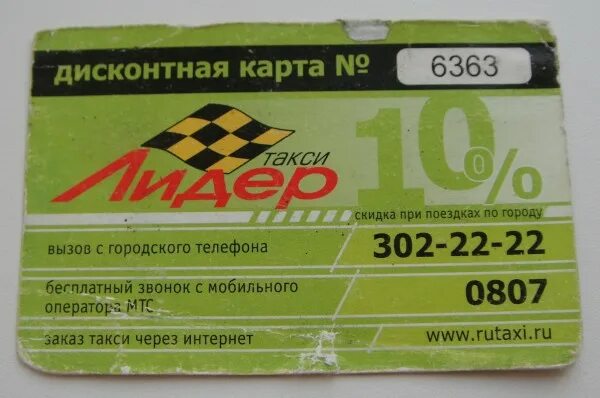 дисконтная карта № 6363
такси
Лидер
10%
скидка при поездках по городу
вызов с городского телефона 302-22-22
бесплатный звонок с мобильного
оператора МТС 0807
заказ такси через интернет www.rutaxi.ru